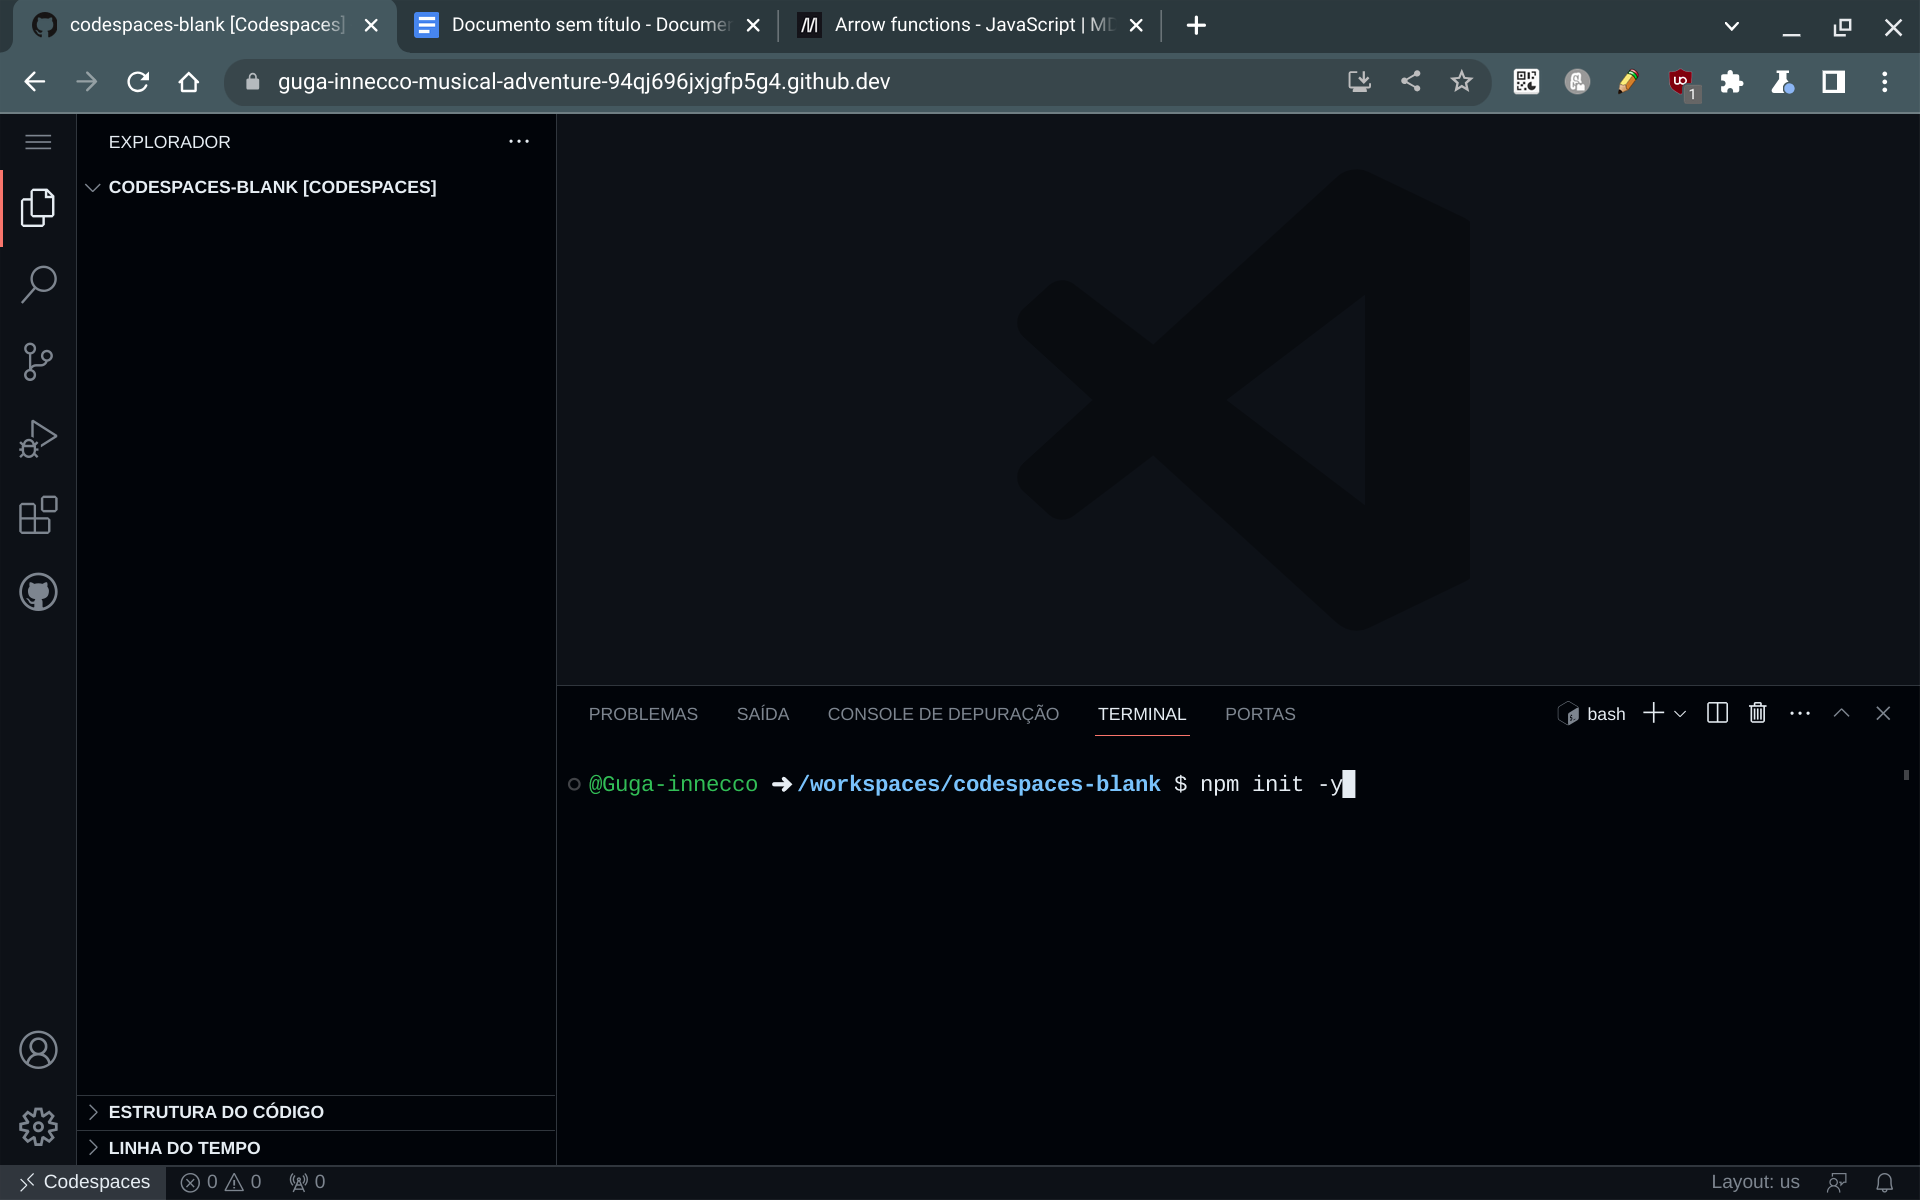 codespaces-blank [Codespaces]
Documento sem título - Documen
Arrow functions - JavaScript | MD
guga-innecco-musical-adventure-94qj696jxjgfp5g4.github.dev
1
EXPLORADOR
CODESPACES-BLANK [CODESPACES]
PROBLEMAS SAÍDA CONSOLE DE DEPURAÇÃO TERMINAL PORTAS bash
@Guga-innecco ➜ /workspaces/codespaces-blank $ npm init -y
ESTRUTURA DO CÓDIGO
LINHA DO TEMPO
Codespaces 0 0 0 Layout: us